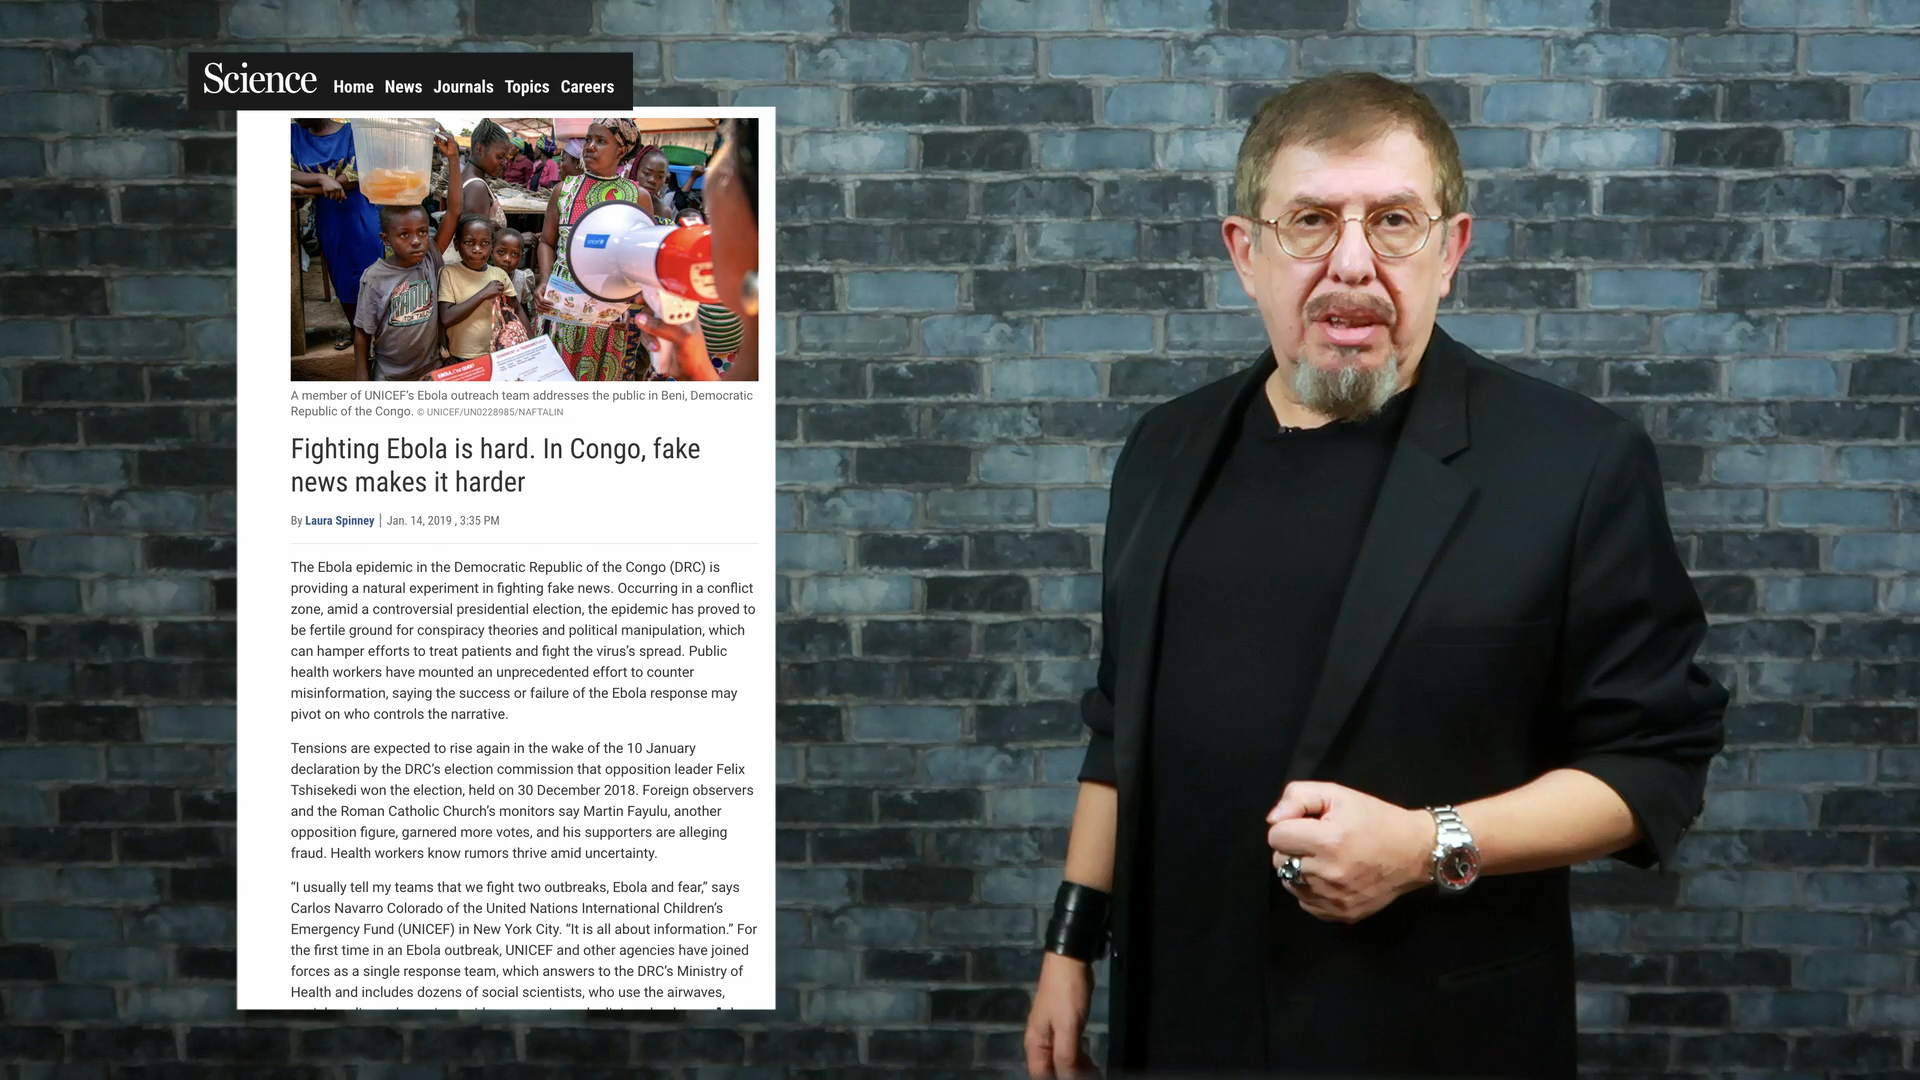 Science Home News Journals Topics Careers
unicef
A member of UNICEF's Ebola outreach team addresses the public in Beni, Democratic
Republic of the Congo. © UNICEF/UN0228985/NAFTALIN
Fighting Ebola is hard. In Congo, fake
news makes it harder
By Laura Spinney | Jan. 14, 2019 , 3:35 PM
The Ebola epidemic in the Democratic Republic of the Congo (DRC) is
providing a natural experiment in fighting fake news. Occurring in a conflict
zone, amid a controversial presidential election, the epidemic has proved to
be fertile ground for conspiracy theories and political manipulation, which
can hamper efforts to treat patients and fight the virus's spread. Public
health workers have mounted an unprecedented effort to counter
misinformation, saying the success or failure of the Ebola response may
pivot on who controls the narrative.
Tensions are expected to rise again in the wake of the 10 January
declaration by the DRC's election commission that opposition leader Felix
Tshisekedi won the election, held on 30 December 2018. Foreign observers
and the Roman Catholic Church's monitors say Martin Fayulu, another
opposition figure, garnered more votes, and his supporters are alleging
fraud. Health workers know rumors thrive amid uncertainty.
“I usually tell my teams that we fight two outbreaks, Ebola and fear,” says
Carlos Navarro Colorado of the United Nations International Children's
Emergency Fund (UNICEF) in New York City. “It is all about information.” For
the first time in an Ebola outbreak, UNICEF and other agencies have joined
forces as a single response team, which answers to the DRC's Ministry of
Health and includes dozens of social scientists, who use the airwaves,